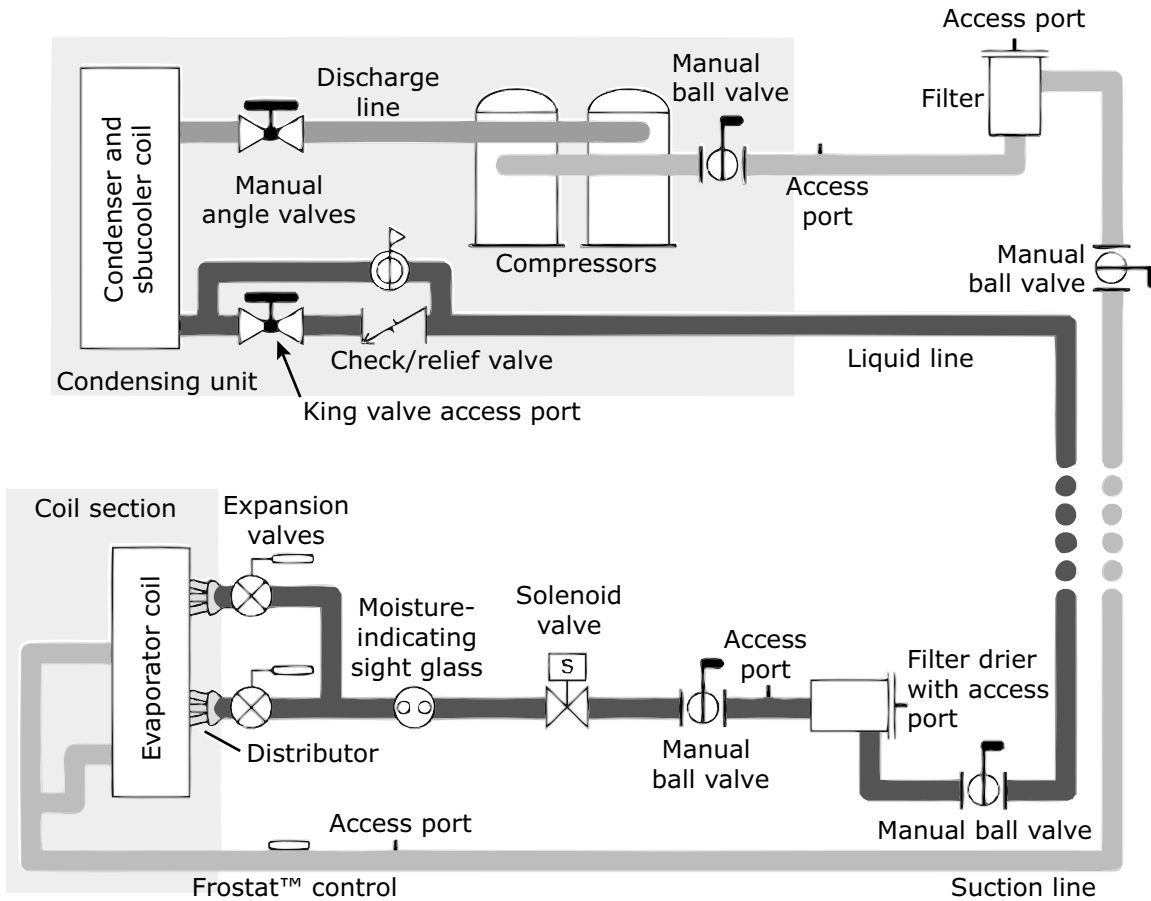 Access port
Filter
Manual
ball valve
Discharge
line
Condenser and
sbucooler coil
Manual
angle valves
Access
port
Compressors
Manual
ball valve
Check/relief valve
Liquid line
Condensing unit
King valve access port
Coil section
Expansion
valves
Evaporator coil
Moisture-
indicating
sight glass
Solenoid
valve
S
Access
port
Filter drier
with access
port
Distributor
Manual
ball valve
Manual ball valve
Access port
Frostat™ control
Suction line